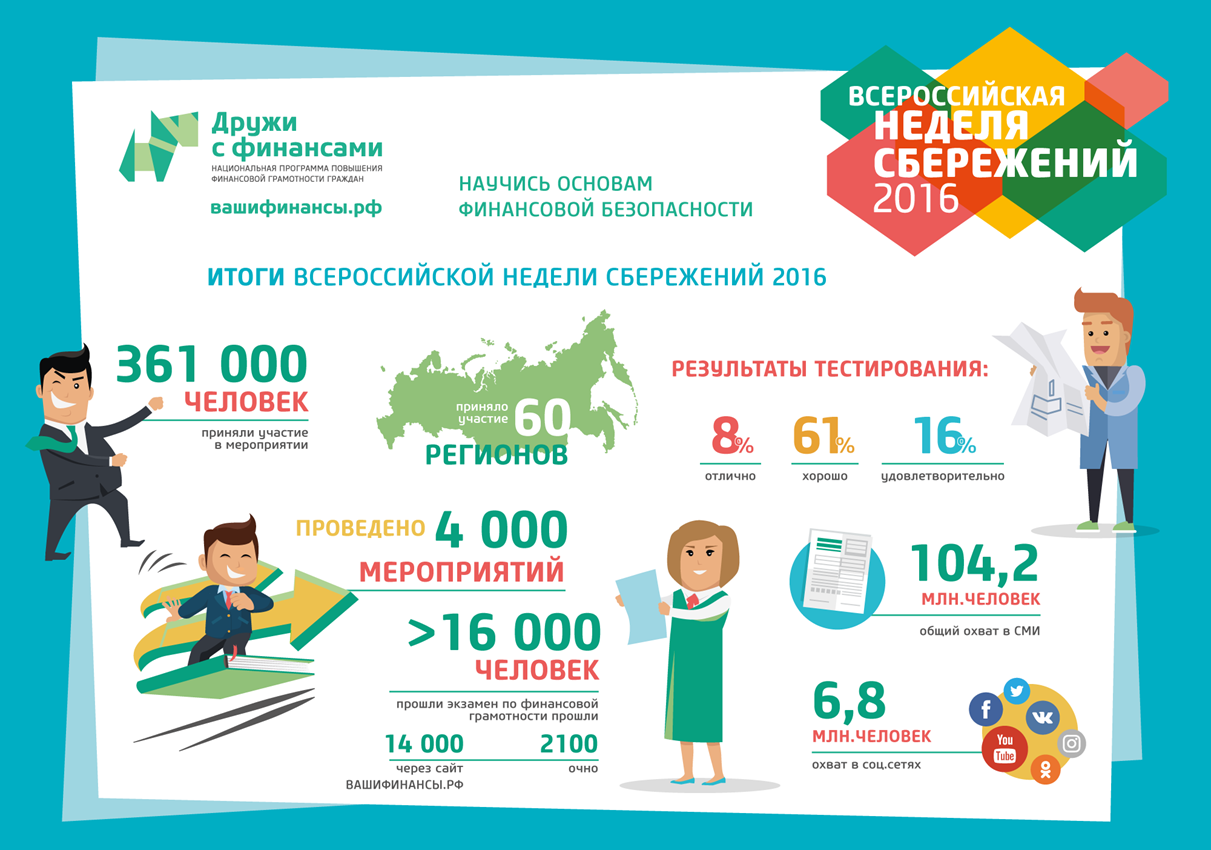 Дружи
с финансами
НАЦИОНАЛЬНАЯ ПРОГРАММА ПОВЫШЕНИЯ
ФИНАНСОВОЙ ГРАМОТНОСТИ ГРАЖДАН
вашифинансы.рф
НАУЧИСЬ ОСНОВАМ
ФИНАНСОВОЙ БЕЗОПАСНОСТИ
ВСЕРОССИЙСКАЯ
НЕДЕЛЯ
СБЕРЕЖЕНИЙ
2016
ИТОГИ ВСЕРОССИЙСКОЙ НЕДЕЛИ СБЕРЕЖЕНИЙ 2016
361 000
ЧЕЛОВЕК
приняли участие
в мероприятии
приняло
участие 60
РЕГИОНОВ
РЕЗУЛЬТАТЫ ТЕСТИРОВАНИЯ:
8% 61% 16%
отлично хорошо удовлетворительно
ПРОВЕДЕНО 4 000
МЕРОПРИЯТИЙ
>16 000
ЧЕЛОВЕК
прошли экзамен по финансовой
грамотности прошли
14 000 2100
через сайт очно
ВАШИФИНАНСЫ.РФ
104,2
МЛН.ЧЕЛОВЕК
общий охват в СМИ
6,8
МЛН.ЧЕЛОВЕК
охват в соц.сетях
You
Tube